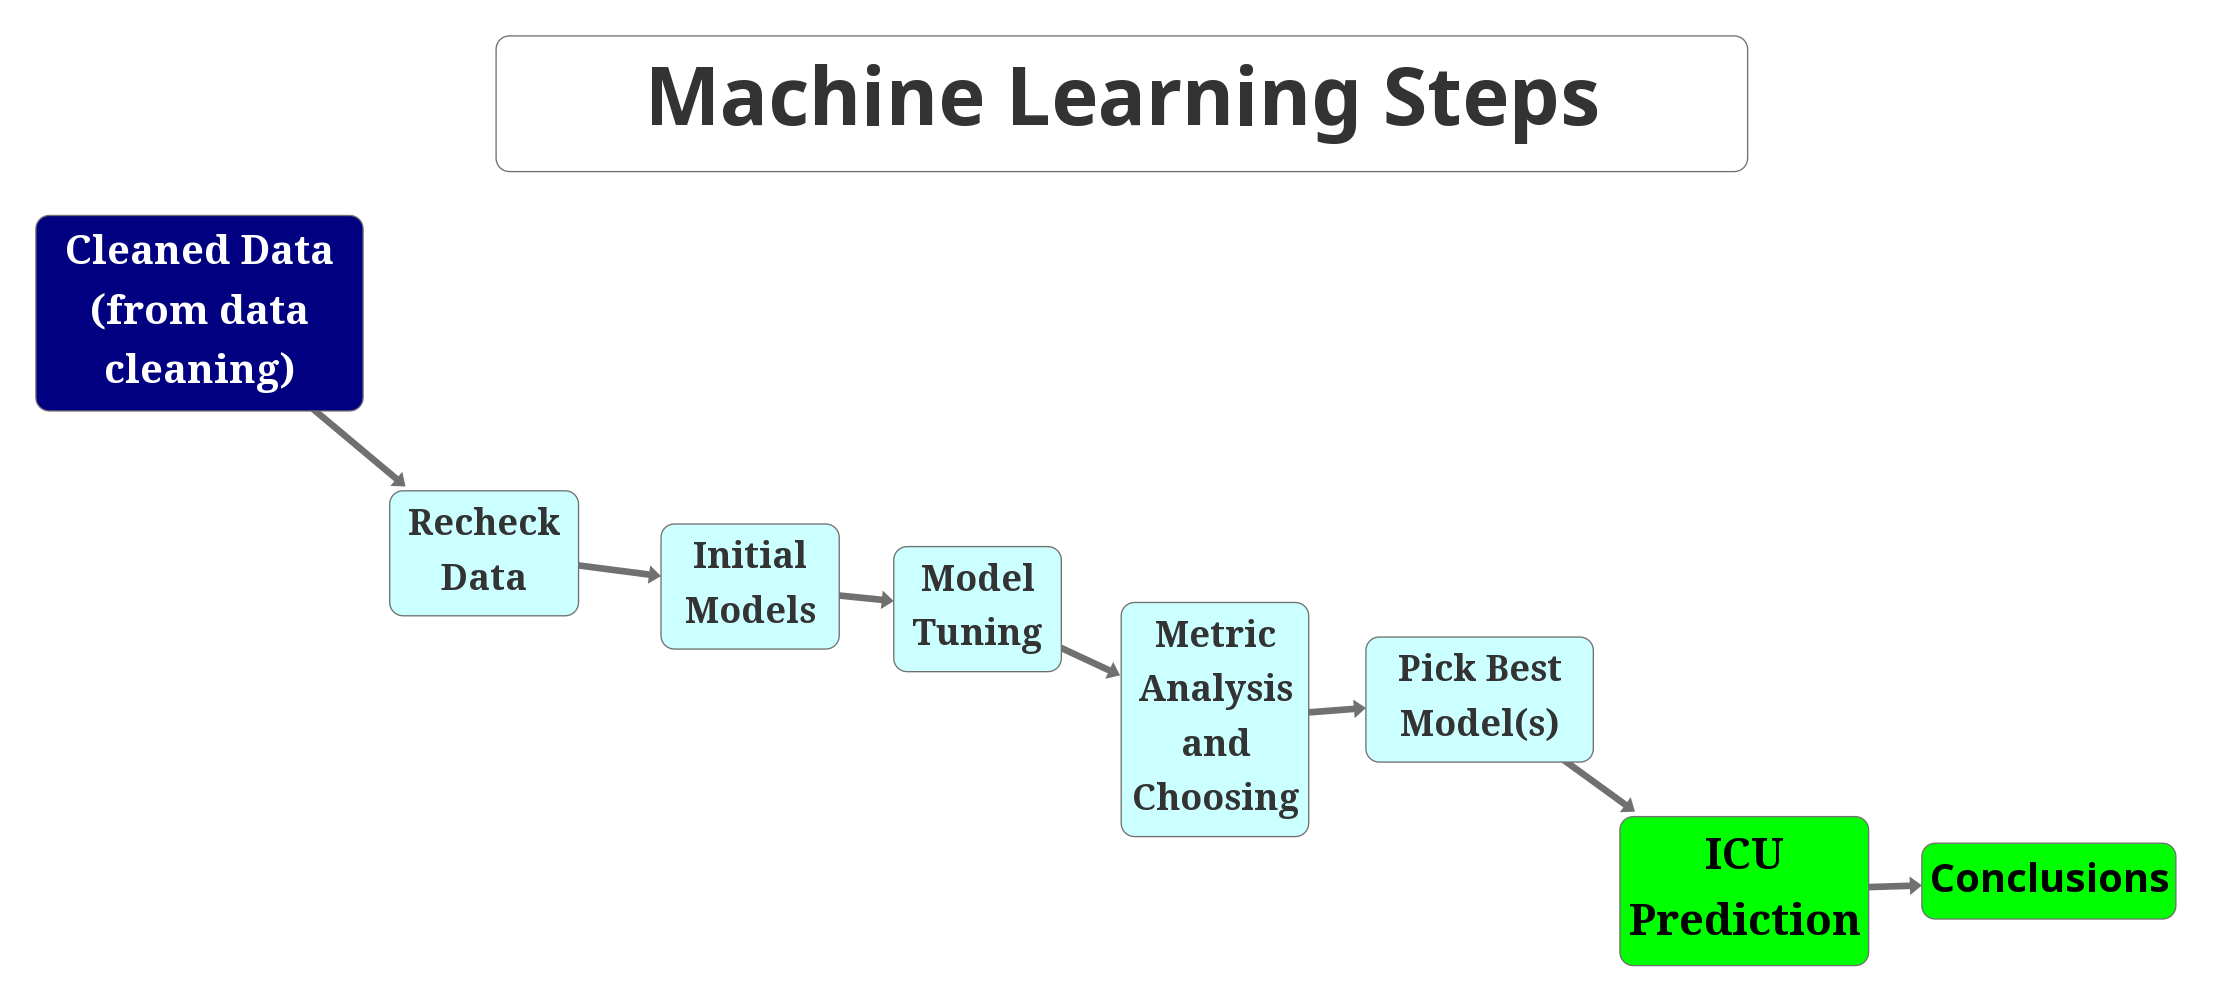 Machine Learning Steps
Cleaned Data
(from data
cleaning)
Recheck
Data
Initial
Models
Model
Tuning
Metric
Analysis
and
Choosing
Pick Best
Model(s)
ICU
Prediction
Conclusions